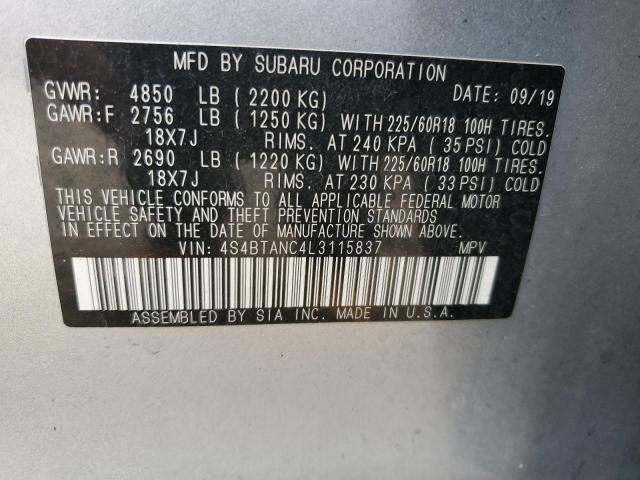 MFD BY SUBARU CORPORATION
GVWR: 4850 LB ( 2200 KG) DATE: 09/19
GAWR:F 2756 LB ( 1250 KG) WITH 225/60R18 100H TIRES.
18X7J RIMS. AT 240 KPA ( 35 PSI) COLD
GAWR:R 2690 LB ( 1220 KG) WITH 225/60R18 100H TIRES.
18X7J RIMS. AT 230 KPA ( 33 PSI) COLD
THIS VEHICLE CONFORMS TO ALL APPLICABLE FEDERAL MOTOR
VEHICLE SAFETY AND THEFT PREVENTION STANDARDS
IN EFFECT ON THE DATE OF MANUFACTURE SHOWN ABOVE.
VIN: 4S4BTANC4L3115837 MPV
ASSEMBLED BY SIA INC. MADE IN U.S.A.